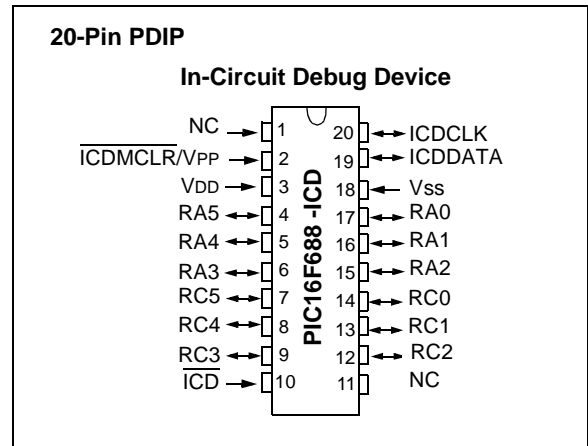 20-Pin PDIP
In-Circuit Debug Device
NC 1 20 ICDCLK
ICDMCLR/VPP 2 19 ICDDATA
VDD 3 18 Vss
RA5 4 17 RA0
RA4 5 16 RA1
RA3 6 15 RA2
RC5 7 14 RC0
RC4 8 13 RC1
RC3 9 12 RC2
ICD 10 11 NC
PIC16F688 -ICD